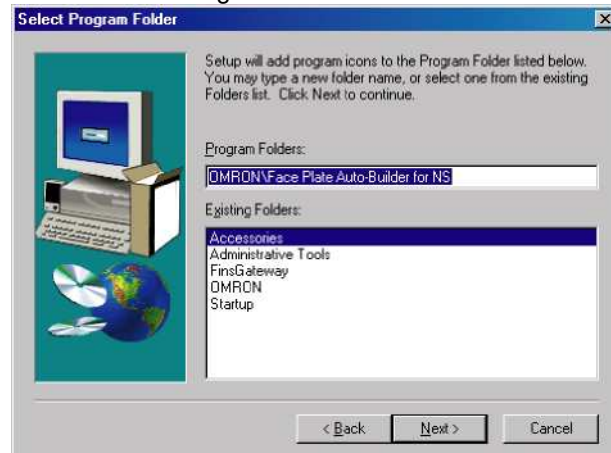 Select Program Folder
Setup will add program icons to the Program Folder listed below.
You may type a new folder name, or select one from the existing
Folders list. Click Next to continue.
Program Folders:
OMRON\Face Plate Auto-Builder for NS
Existing Folders:
Accessories
Administrative Tools
FinsGateway
OMRON
Startup
< Back
Next >
Cancel